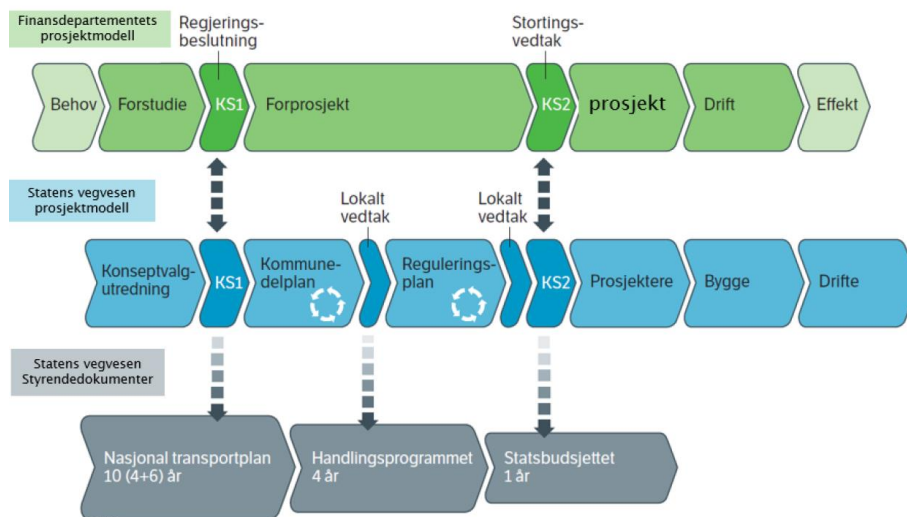 Finansdepartementets
prosjektmodell
Regjerings-
beslutning
Stortings-
vedtak
Behov
Forstudie
KS1
Forprosjekt
KS2
prosjekt
Drift
Effekt
Statens vegvesen
prosjektmodell
Lokalt
vedtak
Lokalt
vedtak
Konseptvalg-
utredning
KS1
Kommune-
delplan
Regulerings-
plan
KS2
Prosjektere
Bygge
Drifte
Statens vegvesen
Styrendedokumenter
Nasjonal transportplan
10 (4+6) år
Handlingsprogrammet
4 år
Statsbudsjettet
1 år